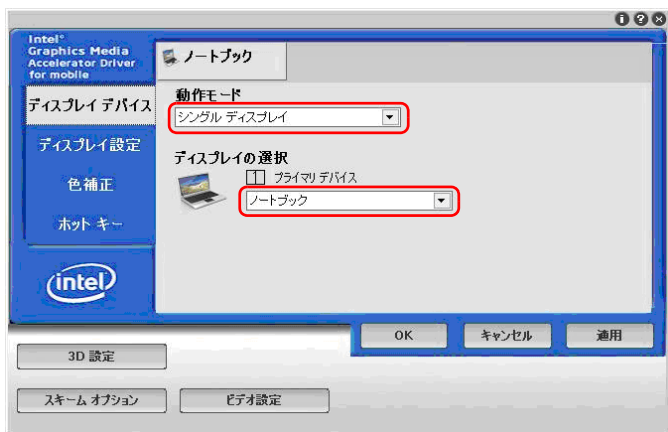 Intel®
Graphics Media
Accelerator Driver
for mobile
ノートブック
ディスプレイ デバイス
ディスプレイ設定
色補正
ホット キー
intel
動作モード
シングル ディスプレイ
ディスプレイの選択
1 プライマリ デバイス
ノートブック
OK
キャンセル
適用
3D 設定
スキーム オプション
ビデオ設定